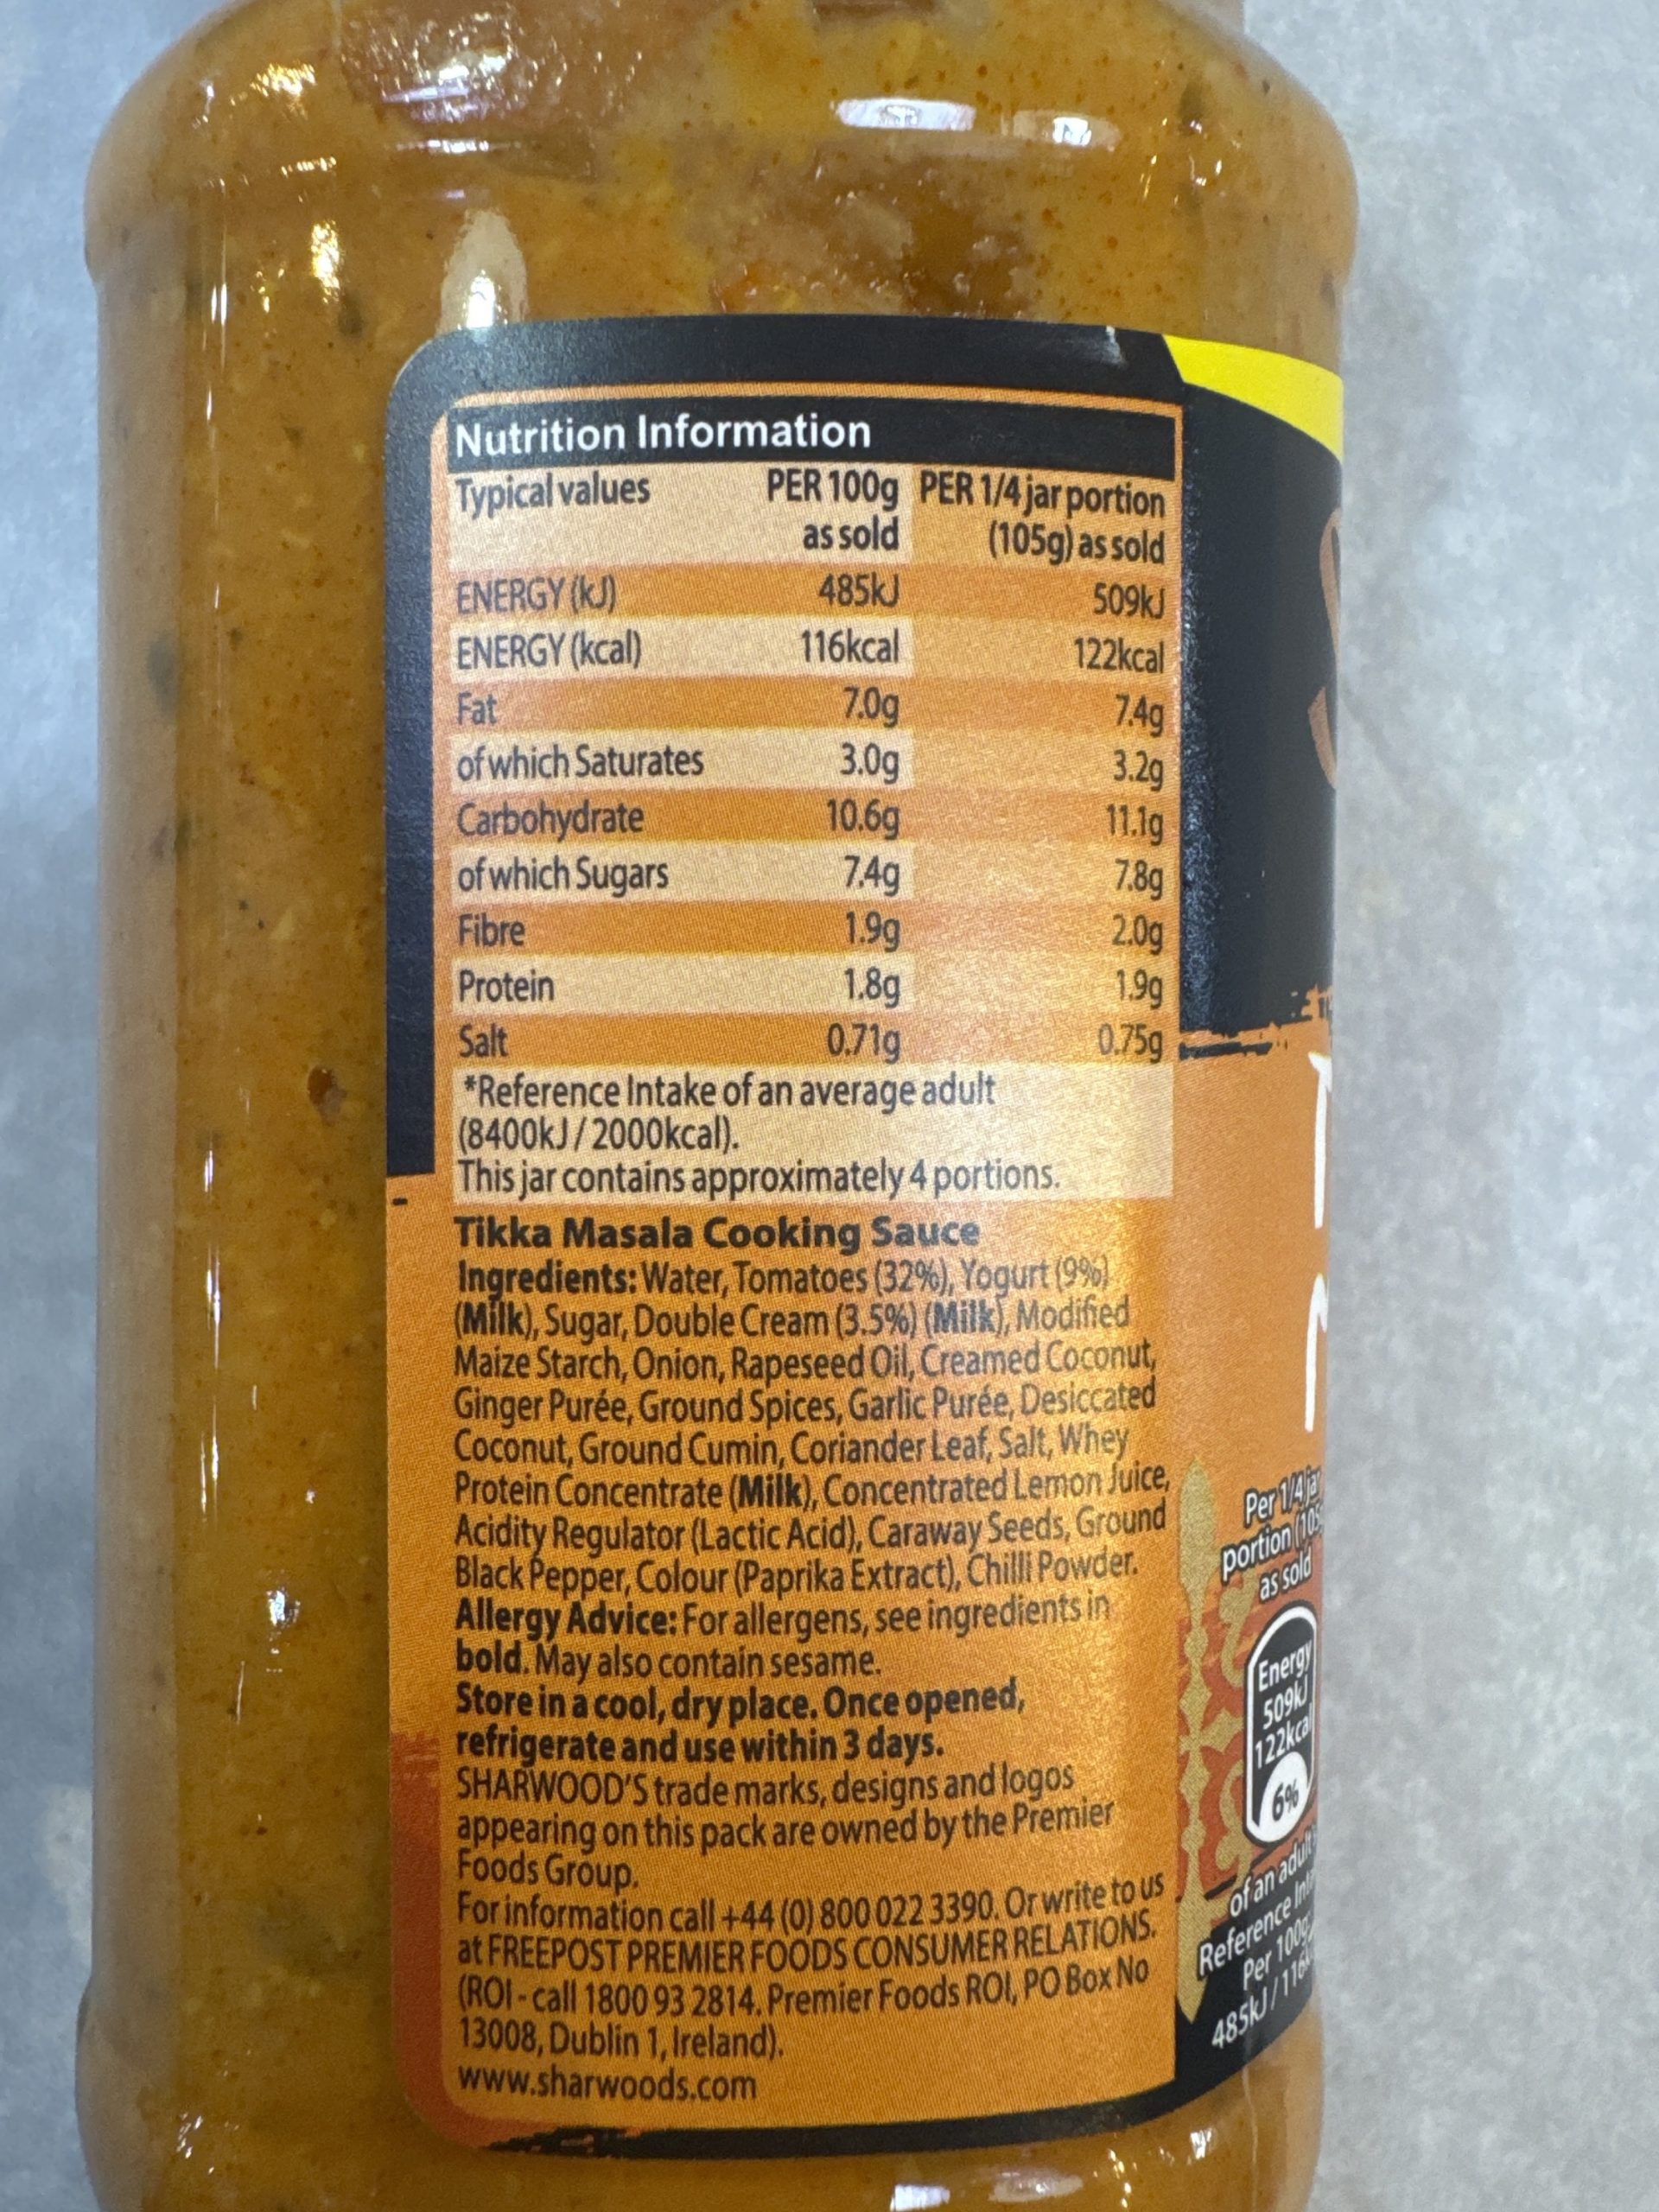 Nutrition Information
Typical values PER 100g PER 1/4 jar portion
as sold (105g) as sold
ENERGY (kJ) 485kJ 509kJ
ENERGY (kcal) 116kcal 122kcal
Fat 7.0g 7.4g
of which Saturates 3.0g 3.2g
Carbohydrate 10.6g 11.1g
of which Sugars 7.4g 7.8g
Fibre 1.9g 2.0g
Protein 1.8g 1.9g
Salt 0.71g 0.75g
*Reference Intake of an average adult
(8400kJ / 2000kcal).
This jar contains approximately 4 portions.
Tikka Masala Cooking Sauce
Ingredients: Water, Tomatoes (32%), Yogurt (9%)
(Milk), Sugar, Double Cream (3.5%) (Milk), Modified
Maize Starch, Onion, Rapeseed Oil, Creamed Coconut,
Ginger Purée, Ground Spices, Garlic Purée, Desiccated
Coconut, Ground Cumin, Coriander Leaf, Salt, Whey
Protein Concentrate (Milk), Concentrated Lemon Juice,
Acidity Regulator (Lactic Acid), Caraway Seeds, Ground
Black Pepper, Colour (Paprika Extract), Chilli Powder.
Allergy Advice: For allergens, see ingredients in
bold. May also contain sesame.
Store in a cool, dry place. Once opened,
refrigerate and use within 3 days.
SHARWOOD'S trade marks, designs and logos
appearing on this pack are owned by the Premier
Foods Group.
For information call +44 (0) 800 022 3390. Or write to us
at FREEPOST PREMIER FOODS CONSUMER RELATIONS.
(ROI - call 1800 93 2814, Premier Foods ROI, PO Box No
13008, Dublin 1, Ireland).
www.sharwoods.com
Per 1/4 jar
portion
as sold
Energy
509kJ
122kcal
6%
of an adult
Reference
Per 100g
485kJ /